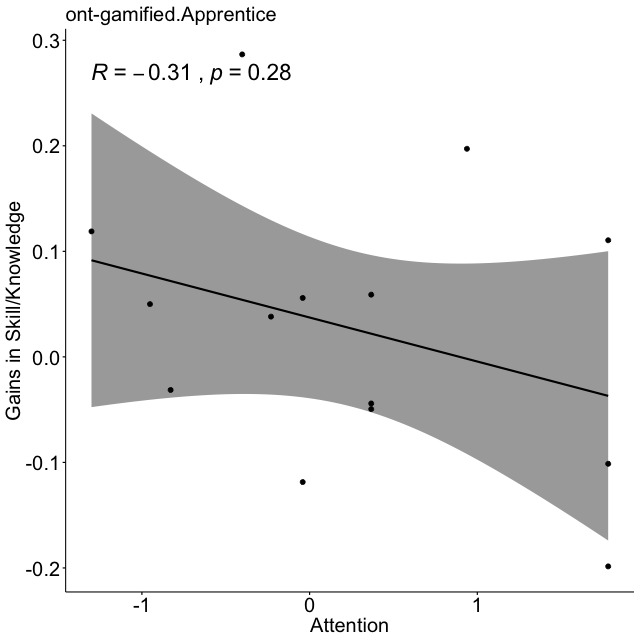 ont-gamified.Apprentice
0.3
R = −0.31 , p = 0.28
0.2
0.1
0.0
-0.1
-0.2
Gains in Skill/Knowledge
-1 0 1
Attention